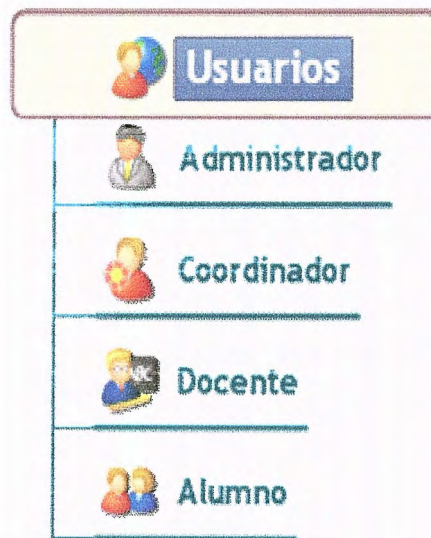 Usuarios
Administrador
Coordinador
Docente
Alumno